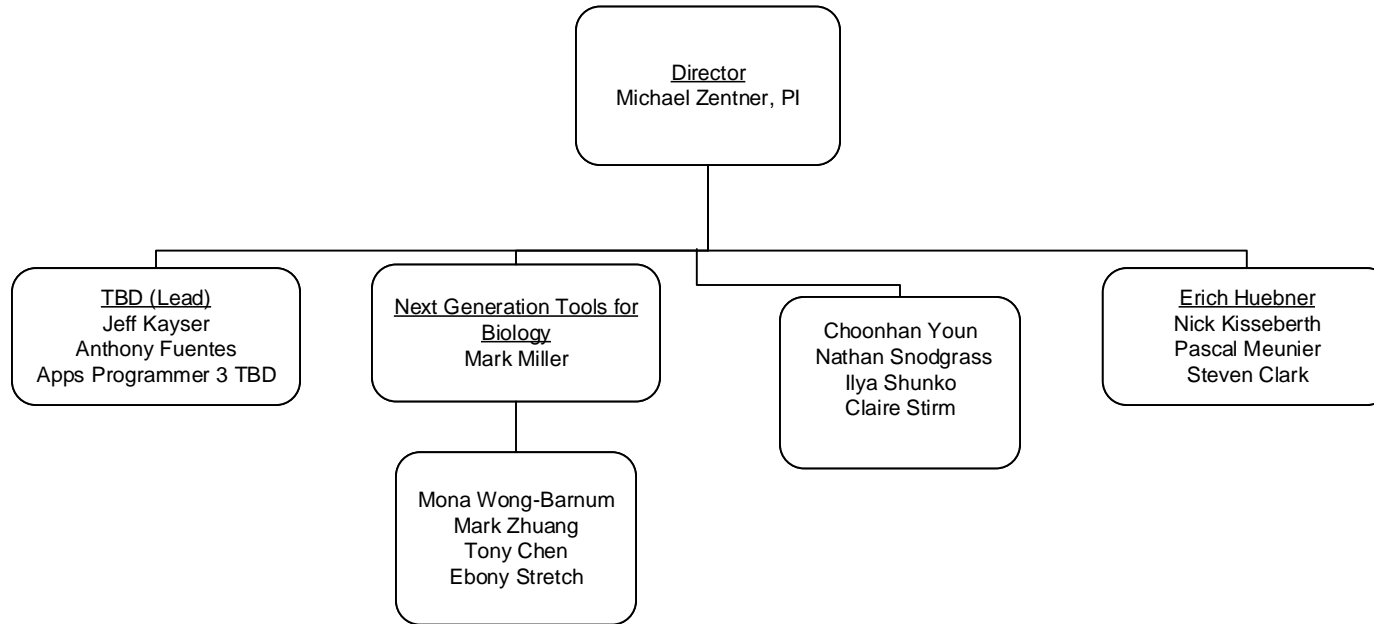 Director
Michael Zentner, PI
TBD (Lead)
Jeff Kayser
Anthony Fuentes
Apps Programmer 3 TBD
Next Generation Tools for
Biology
Mark Miller
Choonhan Youn
Nathan Snodgrass
Ilya Shunko
Claire Stirm
Erich Huebner
Nick Kisseberth
Pascal Meunier
Steven Clark
Mona Wong-Barnum
Mark Zhuang
Tony Chen
Ebony Stretch